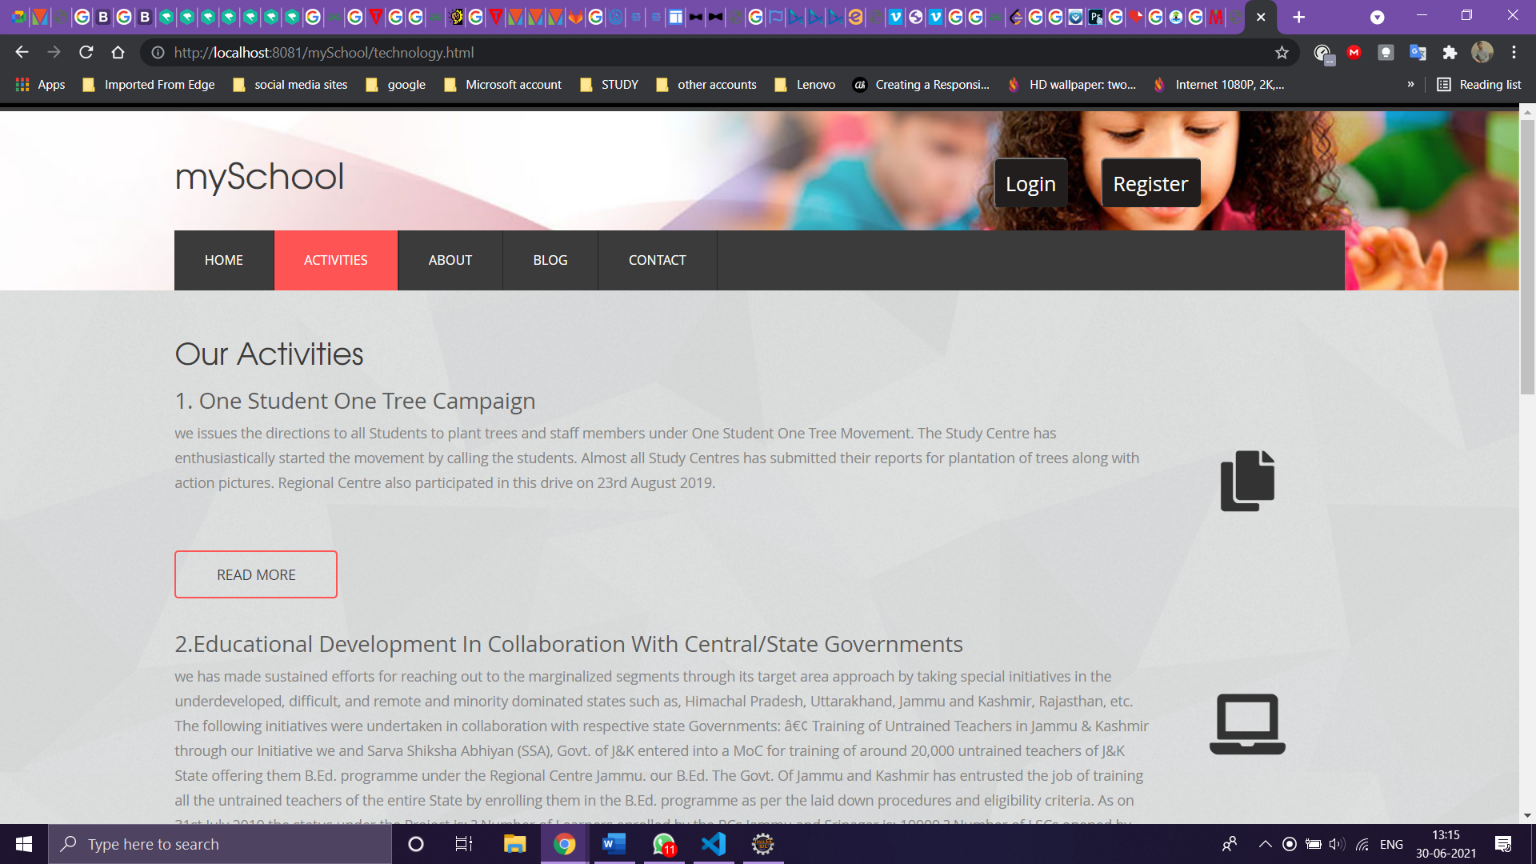 http://localhost:8081/mySchool/technology.html
Apps Imported From Edge social media sites google Microsoft account STUDY other accounts Lenovo Creating a Responsi... HD wallpaper: two... Internet 1080P, 2K,... » Reading list
mySchool
Login Register
HOME ACTIVITIES ABOUT BLOG CONTACT
Our Activities
1. One Student One Tree Campaign
we issues the directions to all Students to plant trees and staff members under One Student One Tree Movement. The Study Centre has
enthusiastically started the movement by calling the students. Almost all Study Centres has submitted their reports for plantation of trees along with
action pictures. Regional Centre also participated in this drive on 23rd August 2019.
READ MORE
2.Educational Development In Collaboration With Central/State Governments
we has made sustained efforts for reaching out to the marginalized segments through its target area approach by taking special initiatives in the
underdeveloped, difficult, and remote and minority dominated states such as, Himachal Pradesh, Uttarakhand, Jammu and Kashmir, Rajasthan, etc.
The following initiatives were undertaken in collaboration with respective state Governments: â€¢ Training of Untrained Teachers in Jammu & Kashmir
through our Initiative we and Sarva Shiksha Abhiyan (SSA), Govt. of J&K entered into a MoC for training of around 20,000 untrained teachers of J&K
State offering them B.Ed. programme under the Regional Centre Jammu. our B.Ed. The Govt. Of Jammu and Kashmir has entrusted the job of training
all the untrained teachers of the entire State by enrolling them in the B.Ed. programme as per the laid down procedures and eligibility criteria. As on
Type here to search
11
ENG
13:15
30-06-2021